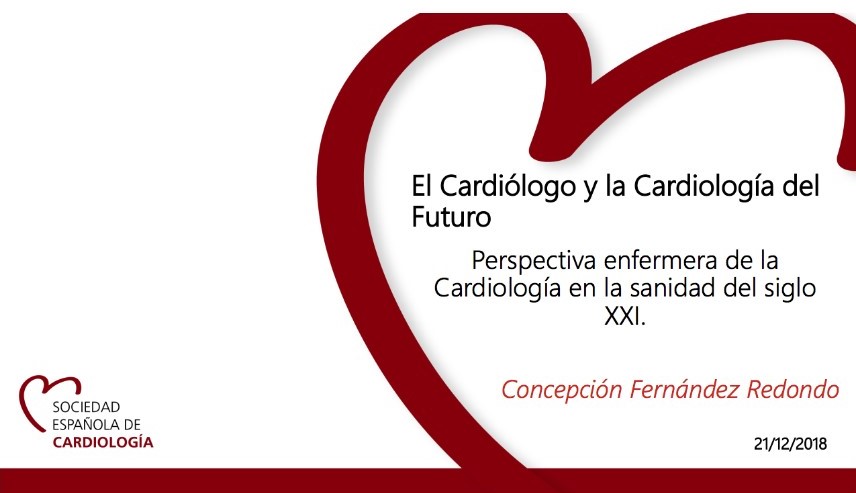 El Cardiólogo y la Cardiología del
Futuro
Perspectiva enfermera de la
Cardiología en la sanidad del siglo
XXI.
Concepción Fernández Redondo
SOCIEDAD
ESPAÑOLA DE
CARDIOLOGÍA
21/12/2018